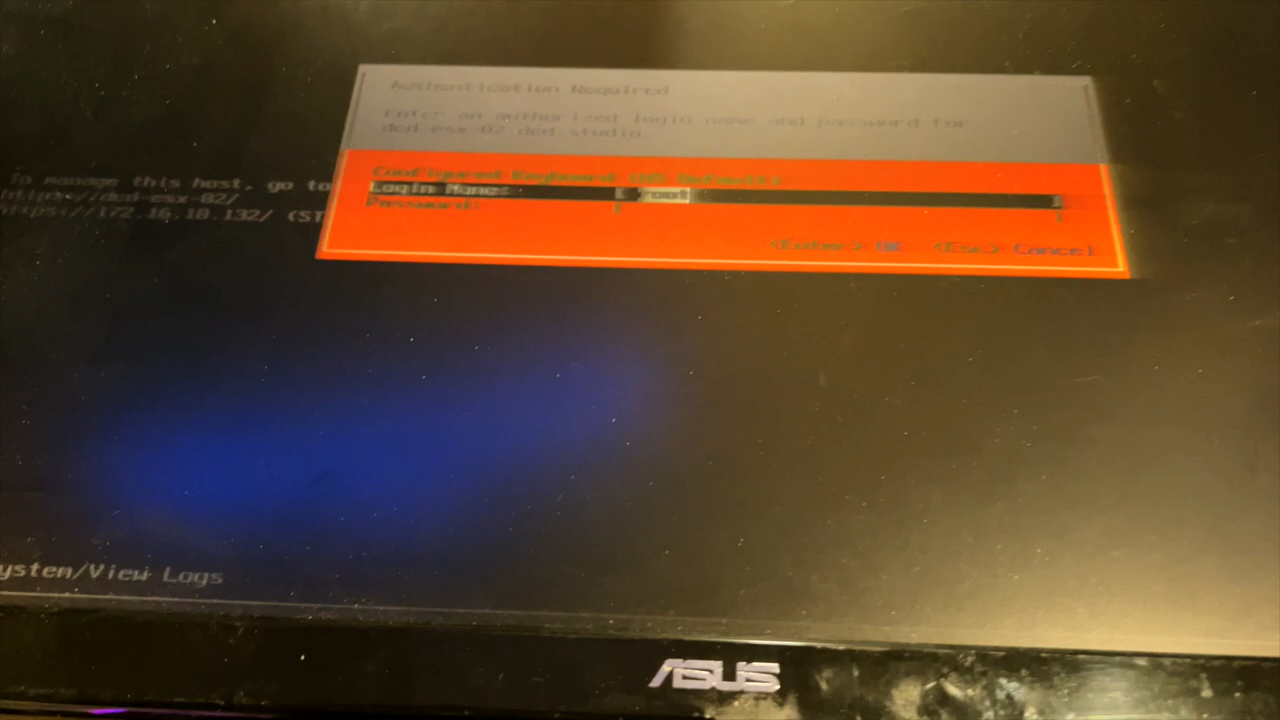 Authentication Required
Enter an authorized login name and password for
dcd-esx-02.dcd.studio.
Configured Keyboard (US Default)
To manage this host, go to
Login Name: [ root ]
https://dcd-esx-02/
Password: [ ]
https://172.16.10.132/ (ST
<Enter> OK <Esc> Cancel
ystem/View Logs
ASUS